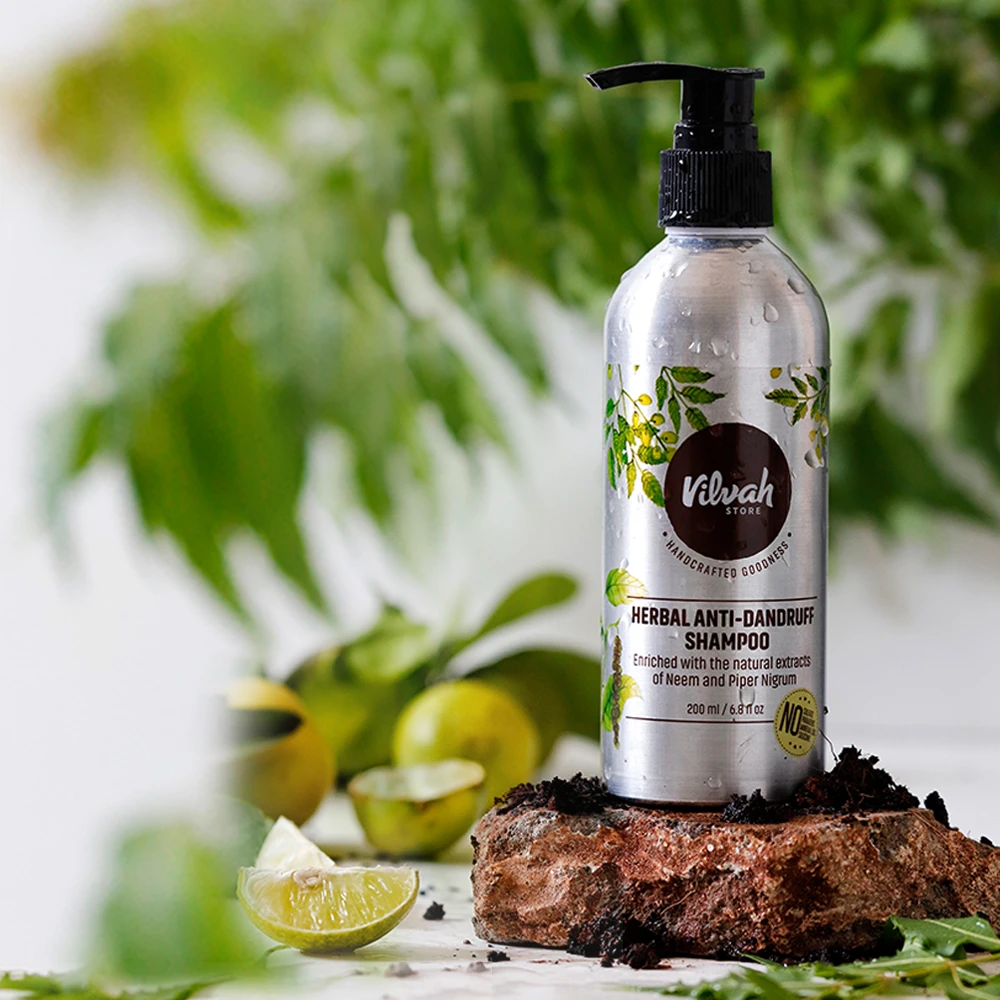 Vilvah
STORE
• HANDCRAFTED GOODNESS •
HERBAL ANTI-DANDRUFF
SHAMPOO
Enriched with the natural extracts
of Neem and Piper Nigrum
200 ml / 6.8 fl oz
NO